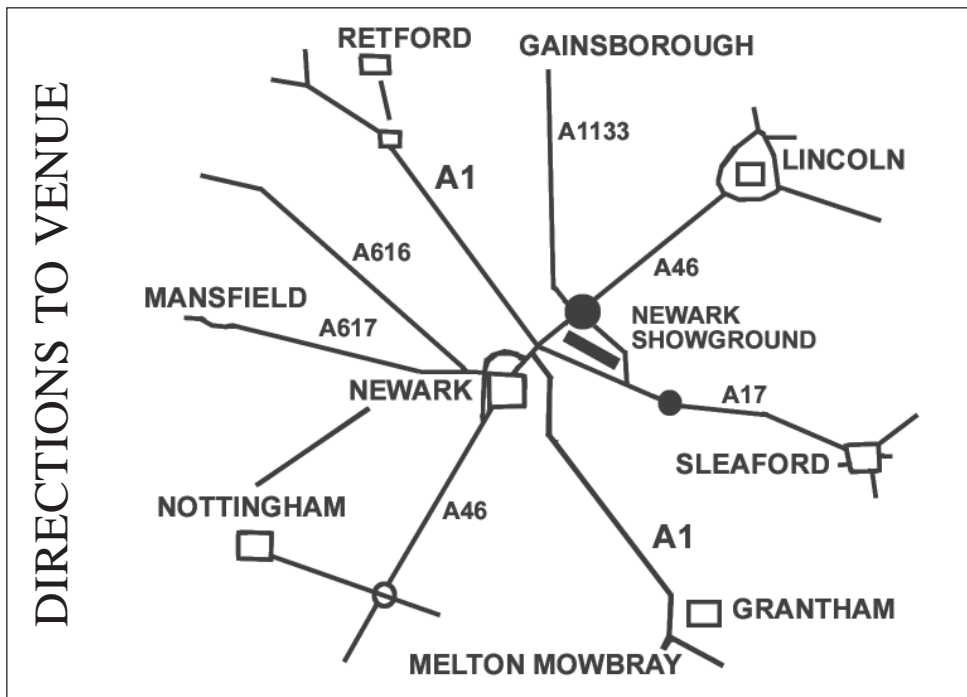 DIRECTIONS TO VENUE
RETFORD
GAINSBOROUGH
A1133
A1
LINCOLN
A616
A46
MANSFIELD
A617
NEWARK
SHOWGROUND
NEWARK
A17
SLEAFORD
NOTTINGHAM
A46
A1
GRANTHAM
MELTON MOWBRAY